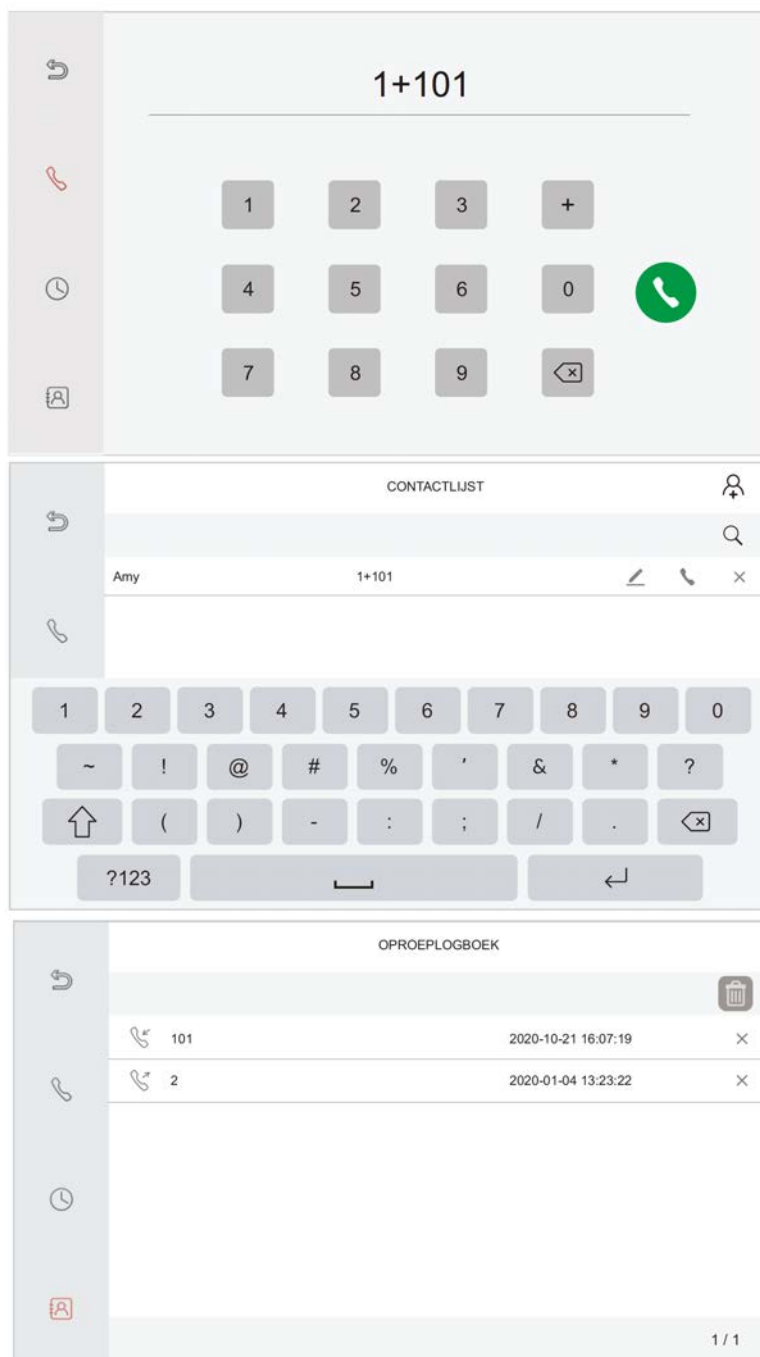 1+101
1 2 3 +
4 5 6 0
7 8 9
CONTACTLIJST
Amy 1+101
1 2 3 4 5 6 7 8 9 0
~ ! @ # % ' & * ?
( ) - : ; / .
?123
OPROEPLOGBOEK
101 2020-10-21 16:07:19
2 2020-01-04 13:23:22
1 / 1